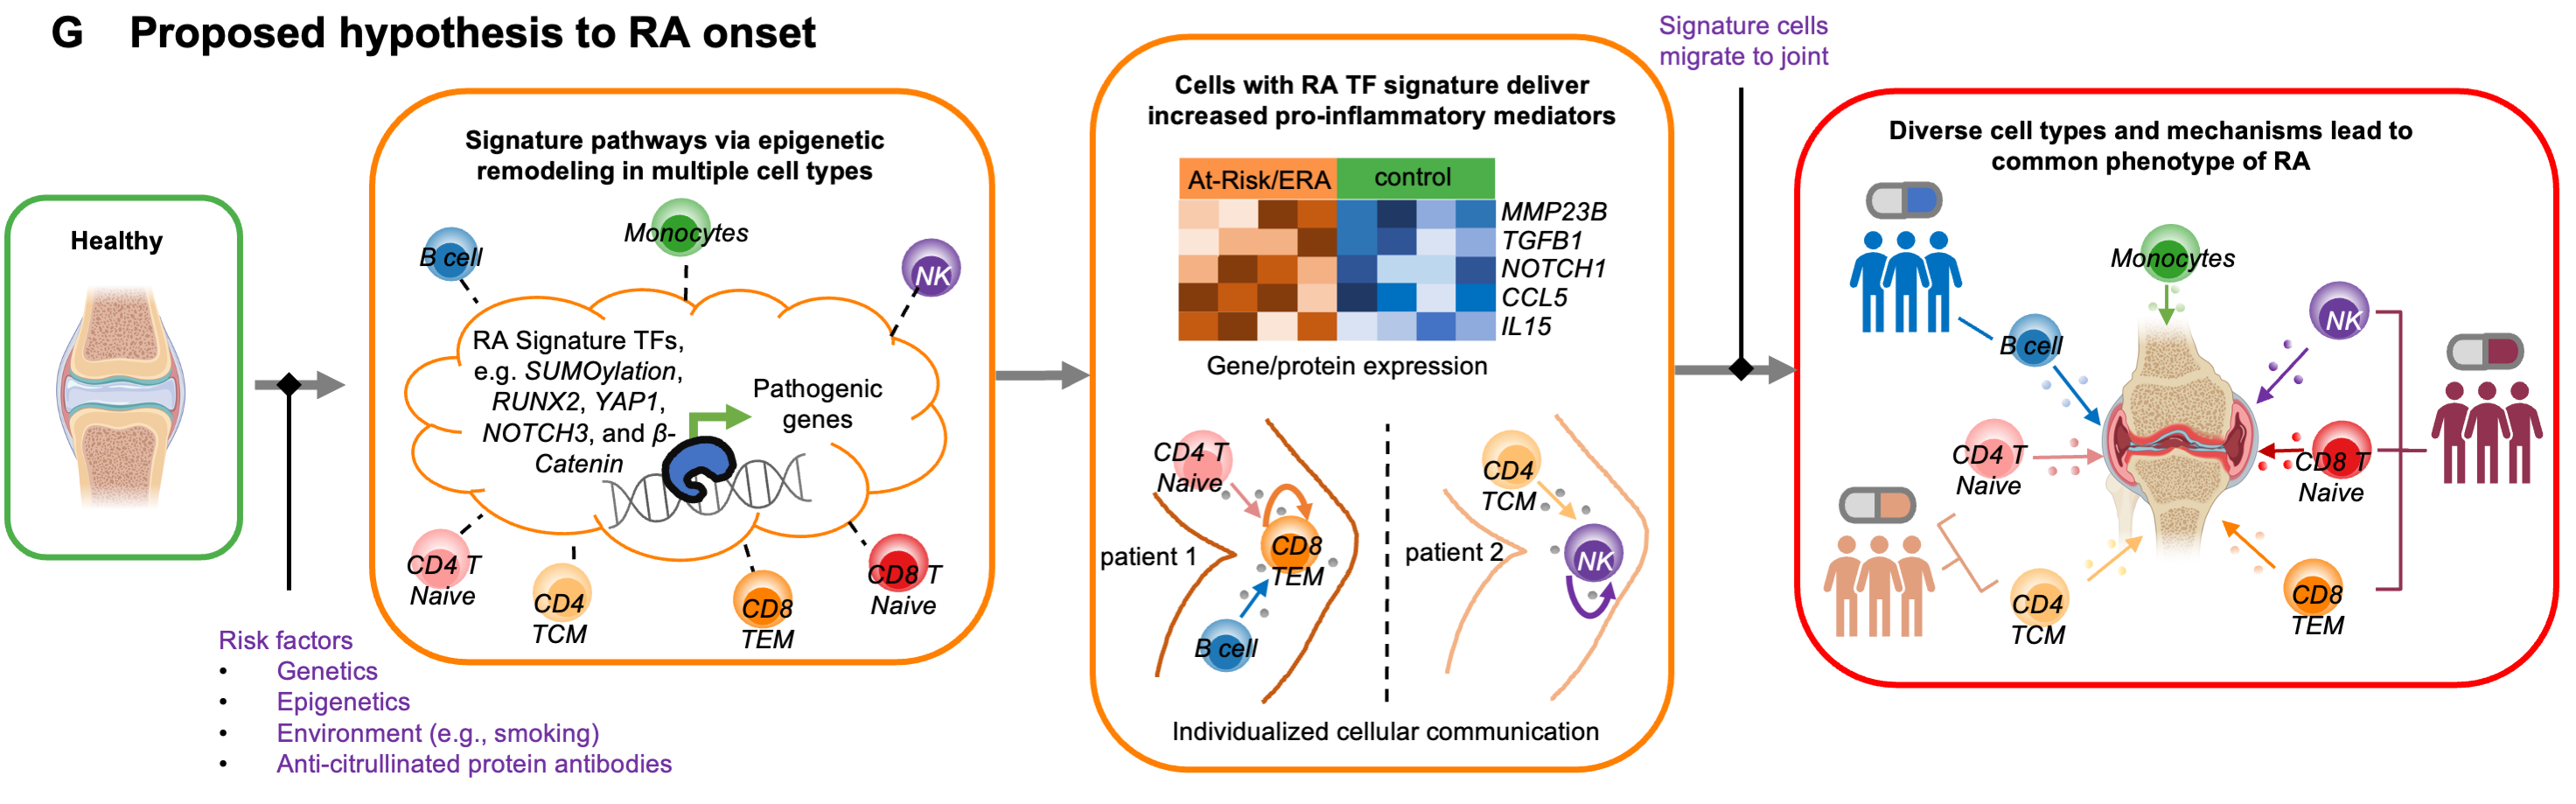 G Proposed hypothesis to RA onset
Healthy
Risk factors
• Genetics
• Epigenetics
• Environment (e.g., smoking)
• Anti-citrullinated protein antibodies
Signature pathways via epigenetic
remodeling in multiple cell types
B cell
Monocytes
NK
RA Signature TFs,
e.g. SUMOylation,
RUNX2, YAP1,
NOTCH3, and β-
Catenin
Pathogenic
genes
CD4 T
Naive
CD4
TCM
CD8
TEM
CD8 T
Naive
Cells with RA TF signature deliver
increased pro-inflammatory mediators
At-Risk/ERA
control
MMP23B
TGFB1
NOTCH1
CCL5
IL15
Gene/protein expression
CD4 T
Naive
patient 1
CD8
TEM
B cell
CD4
TCM
patient 2
NK
Individualized cellular communication
Signature cells
migrate to joint
Diverse cell types and mechanisms lead to
common phenotype of RA
Monocytes
NK
B cell
CD4 T
Naive
CD8 T
Naive
CD4
TCM
CD8
TEM